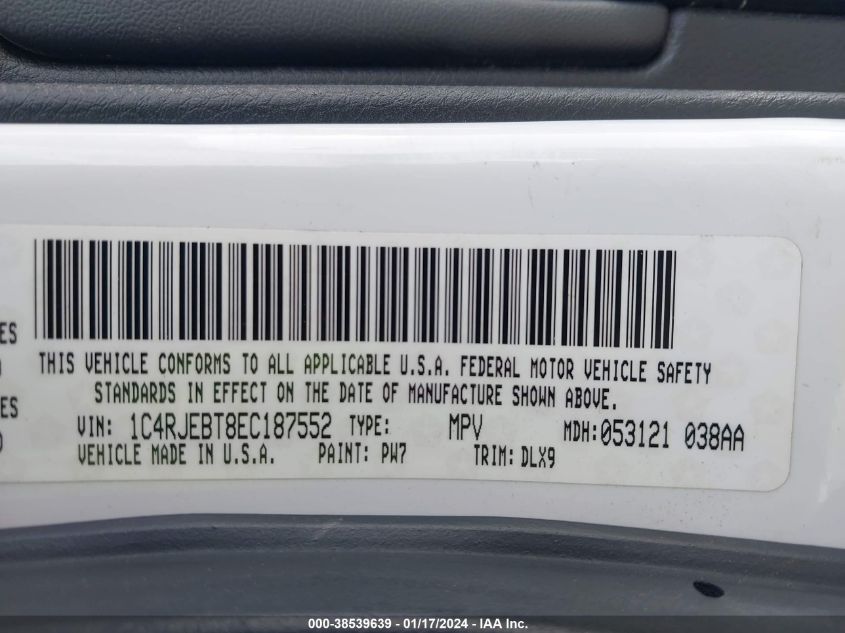 ES
THIS VEHICLE CONFORMS TO ALL APPLICABLE U.S.A. FEDERAL MOTOR VEHICLE SAFETY
STANDARDS IN EFFECT ON THE DATE OF MANUFACTURE SHOWN ABOVE.
ES
VIN: 1C4RJEBT8EC187552 TYPE: MPV MDH:053121 038AA
VEHICLE MADE IN U.S.A. PAINT: PW7 TRIM: DLX9
000-38539639 - 01/17/2024 - IAA Inc.